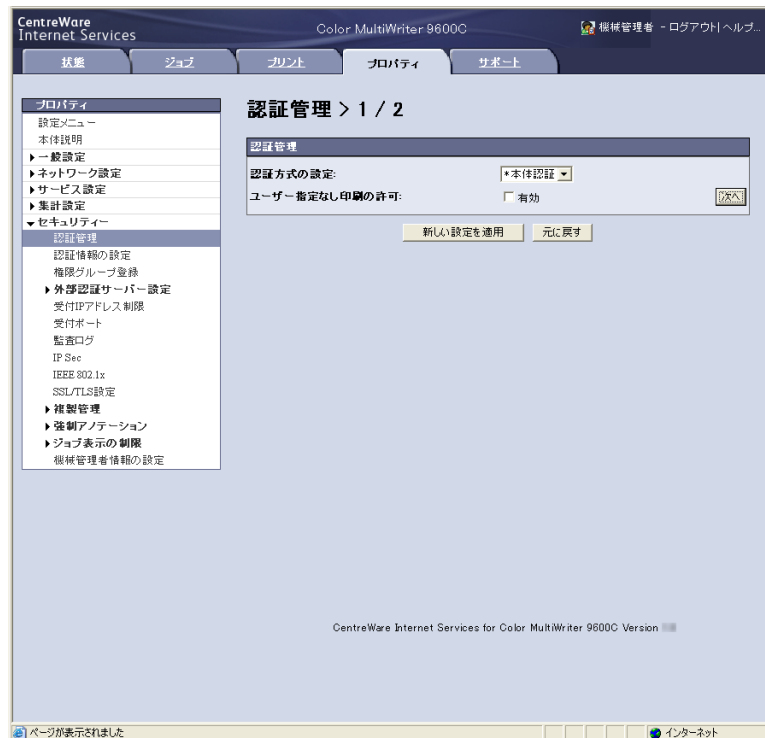 CentreWare
Internet Services
Color MultiWriter 9600C
機械管理者 - ログアウト| ヘルプ...
状態
ジョブ
プリント
プロパティ
サポート
プロパティ
設定メニュー
本体説明
一般設定
ネットワーク設定
サービス設定
集計設定
セキュリティー
認証管理
認証情報の設定
権限グループ登録
外部認証サーバー設定
受付IPアドレス制限
受付ポート
監査ログ
IP Sec
IEEE 802.1x
SSL/TLS設定
複製管理
強制アノテーション
ジョブ表示の制限
機械管理者情報の設定
認証管理 > 1 / 2
認証管理
認証方式の設定: *本体認証
ユーザー指定なし印刷の許可: 有効 次へ
新しい設定を適用 元に戻す
CentreWare Internet Services for Color MultiWriter 9600C Version
ページが表示されました インターネット